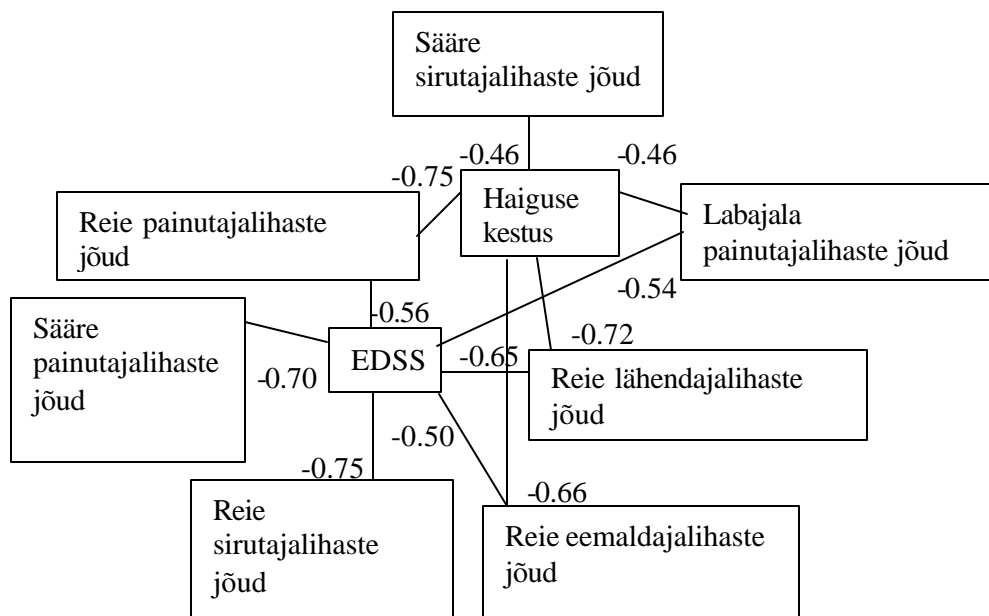 Sääre
sirutajalihaste jõud
-0.46
-0.46
-0.75
Haiguse
kestus
Reie painutajalihaste
jõud
Labajala
painutajalihaste jõud
-0.54
-0.56
Sääre
painutajalihaste
jõud
EDSS
-0.65
-0.72
-0.70
Reie lähendajalihaste
jõud
-0.50
-0.75
-0.66
Reie
sirutajalihaste
jõud
Reie eemaldajalihaste
jõud